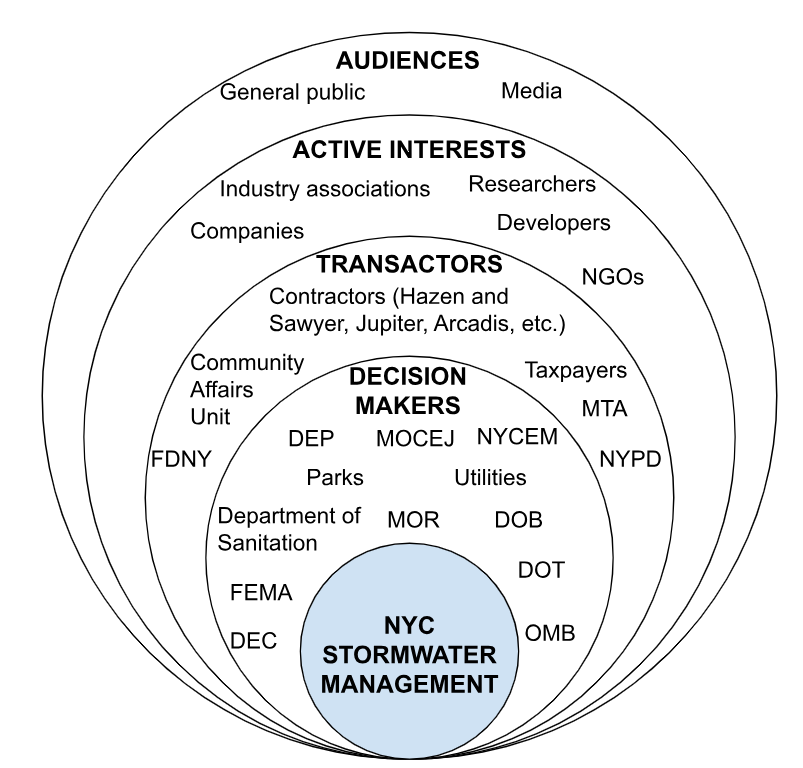 AUDIENCES
General public
Media
ACTIVE INTERESTS
Industry associations
Researchers
Companies
Developers
NGOs
TRANSACTORS
Contractors (Hazen and
Sawyer, Jupiter, Arcadis, etc.)
Community
Affairs
Unit
Taxpayers
MTA
FDNY
NYPD
DECISION
MAKERS
DEP
MOCEJ
NYCEM
Parks
Utilities
Department of
Sanitation
MOR
DOB
DOT
FEMA
DEC
OMB
NYC
STORMWATER
MANAGEMENT